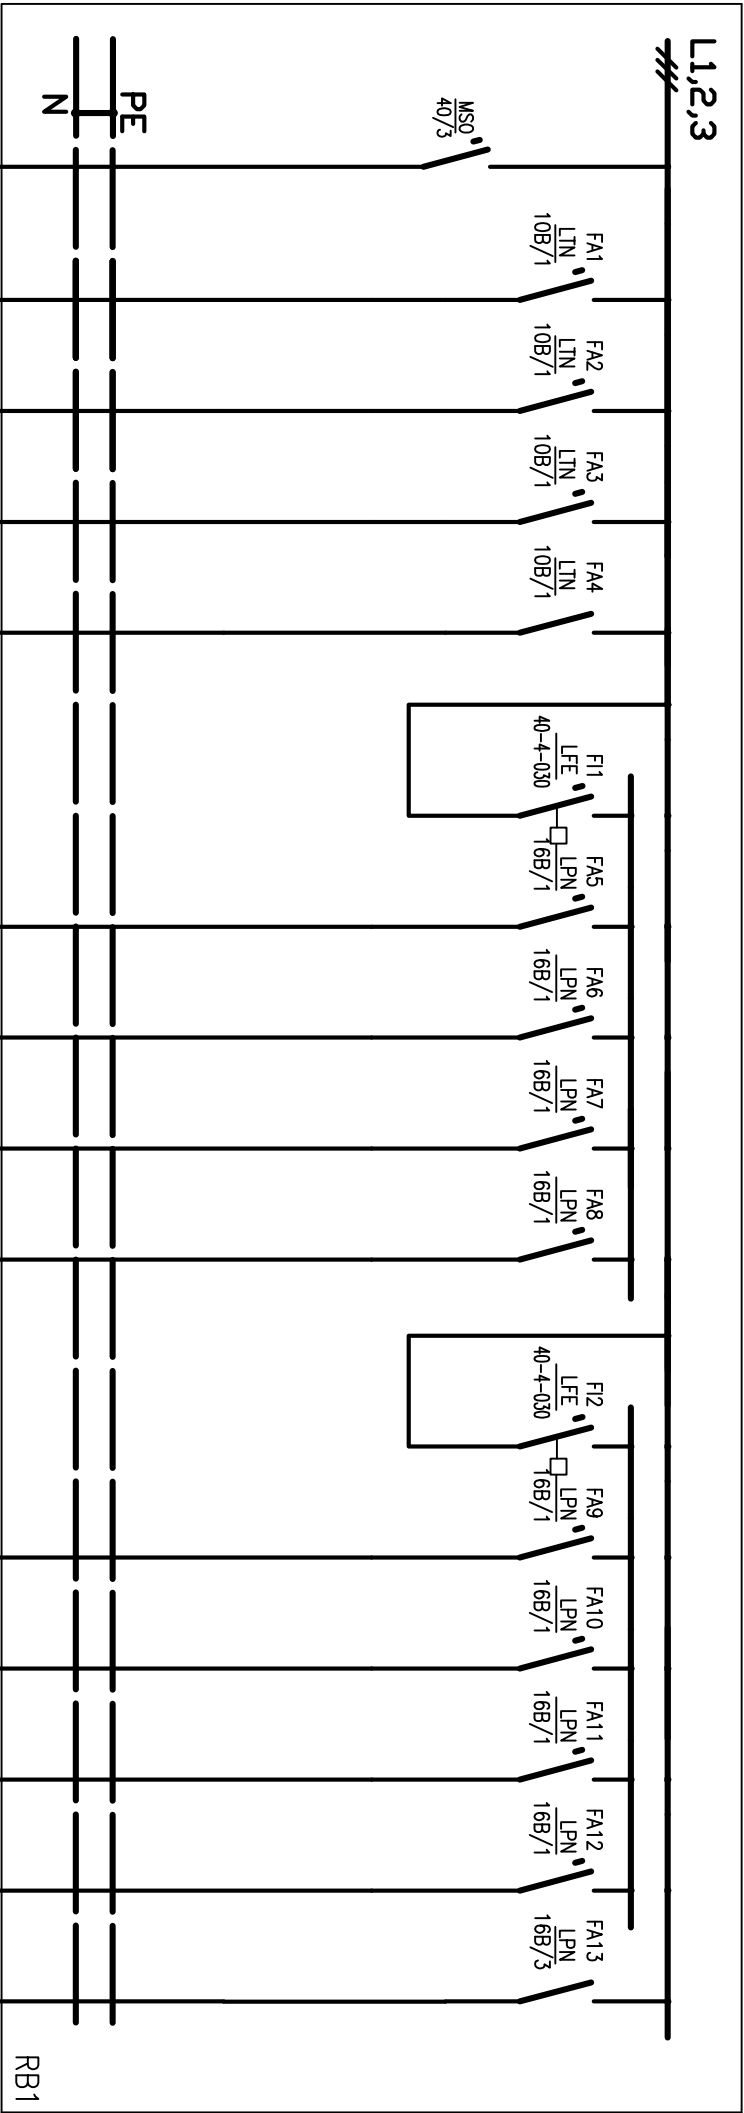 L1,2,3
PE
N
MSO
40/3
FA1
LTN
10B/1
FA2
LTN
10B/1
FA3
LTN
10B/1
FA4
LTN
10B/1
FI1
LFE
40-4-030
FA5
LPN
16B/1
FA6
LPN
16B/1
FA7
LPN
16B/1
FA8
LPN
16B/1
FI2
LFE
40-4-030
FA9
LPN
16B/1
FA10
LPN
16B/1
FA11
LPN
16B/1
FA12
LPN
16B/1
FA13
LPN
16B/3
RB1